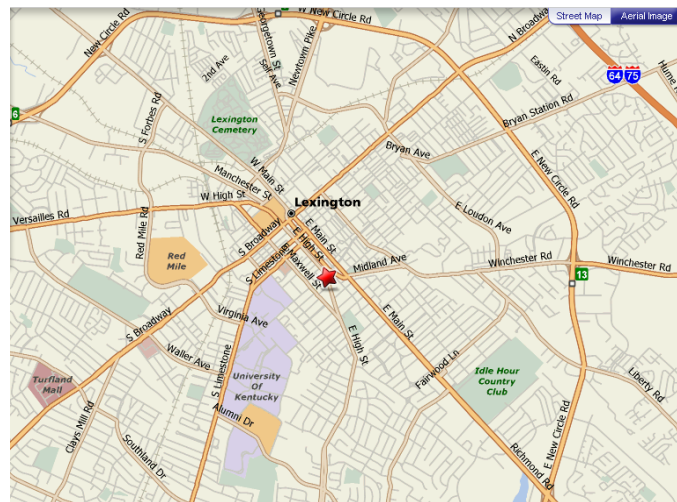 W New Circle Rd
Street Map
Aerial Image
Georgetown St
N Broadway
New Circle Rd
Newtown Pike
2nd Ave
Self Ave
Eastin Rd
64
75
Hume Rd
6
S Forbes Rd
Lexington
Cemetery
Bryan Station Rd
Bryan Ave
W Main St
Manchester St
E New Circle Rd
W High St
Lexington
E Loudon Ave
Versailles Rd
Red Mile Rd
S Broadway
E Main St
E High St
Red
Mile
S Limestone
E Maxwell St
Midland Ave
Winchester Rd
Winchester Rd
13
S Broadway
Virginia Ave
E Main St
E High St
Waller Ave
S Limestone
Fairwood Ln
Turfland
Mall
University
Of
Kentucky
Idle Hour
Country
Club
Liberty Rd
Clays Mill Rd
Alumni Dr
Southland Dr
Richmond Rd
E New Circle Rd